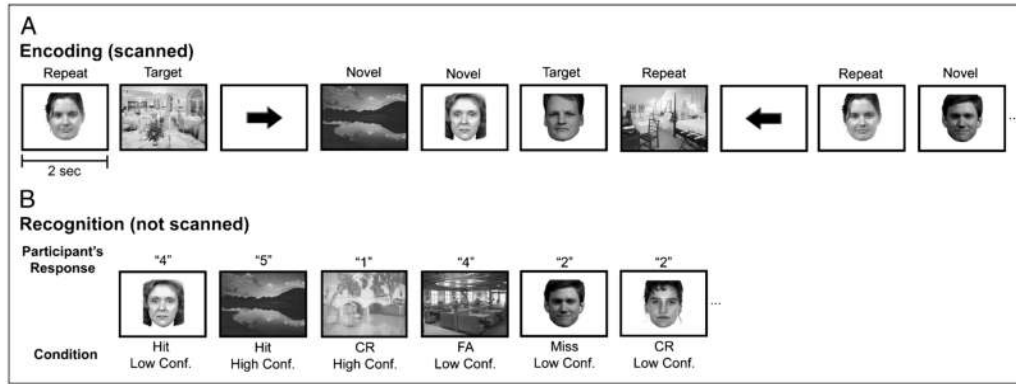 A
Encoding (scanned)
Repeat Target Novel Novel Target Repeat Repeat Novel
...
2 sec
B
Recognition (not scanned)
Participant's
Response
"4" "5" "1" "4" "2" "2"
...
Condition
Hit Hit CR FA Miss CR
Low Conf. High Conf. High Conf. Low Conf. Low Conf. Low Conf.